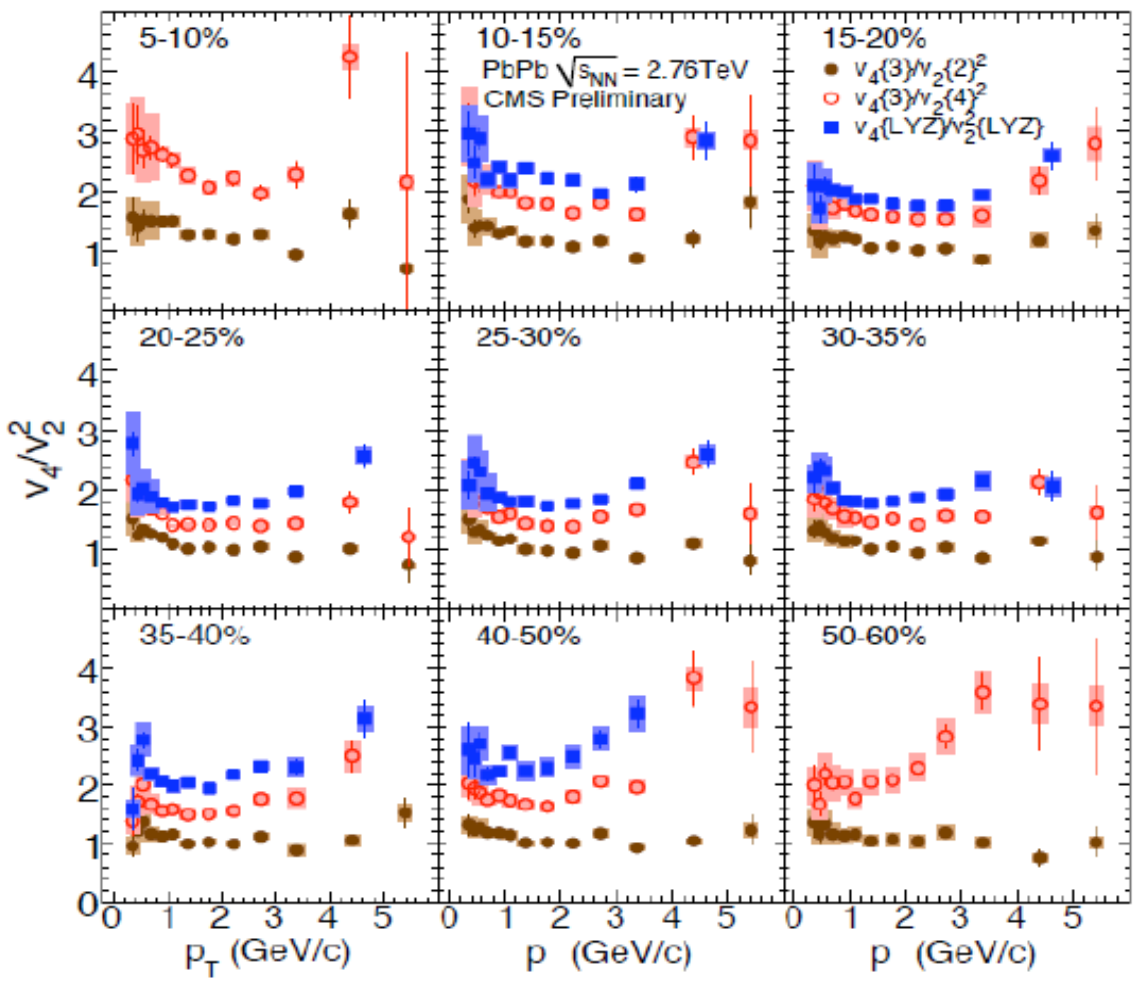 5-10%
10-15%
PbPb √s_NN = 2.76TeV
CMS Preliminary
15-20%
v₄{3}/v₂{2}²
v₄{3}/v₂{4}²
v₄{LYZ}/v₂²{LYZ}
4
3
2
1
20-25%
25-30%
30-35%
v₄/v₂²
4
3
2
1
35-40%
40-50%
50-60%
4
3
2
1
0
0 1 2 3 4 5
0 1 2 3 4 5
0 1 2 3 4 5
p_T (GeV/c)
p (GeV/c)
p (GeV/c)